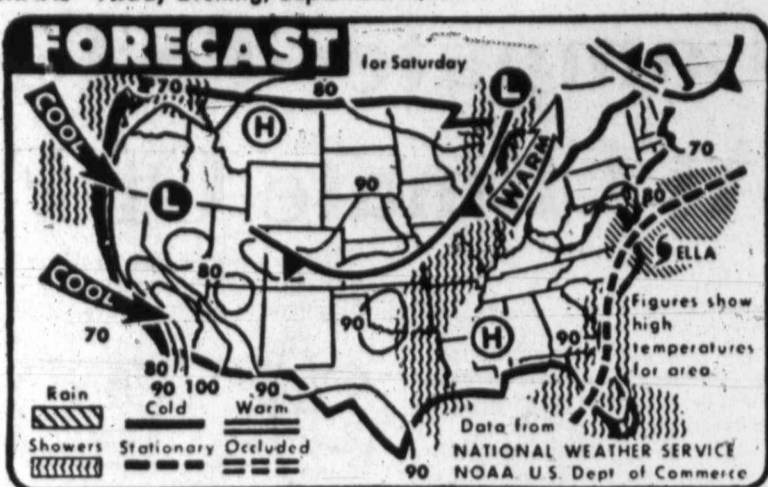 FORECAST
for Saturday
70
80
COOL
H
L
WARM
70
90
L
80
ELLA
80
COOL
Figures show
high
temperatures
for area
70
90
H
90
80
90 100
90
Rain
Cold
Warm
Showers
Stationary
Occluded
Data from
NATIONAL WEATHER SERVICE
NOAA U.S. Dept of Commerce
90